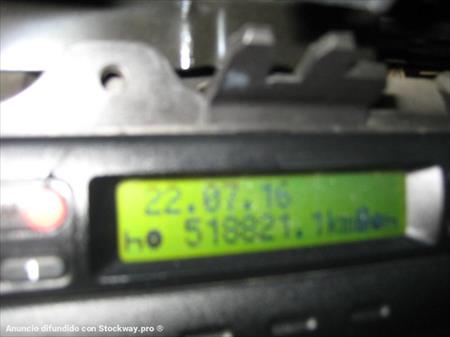 22.07.16
518821.1km
Anuncio difundido con Stockway.pro ®